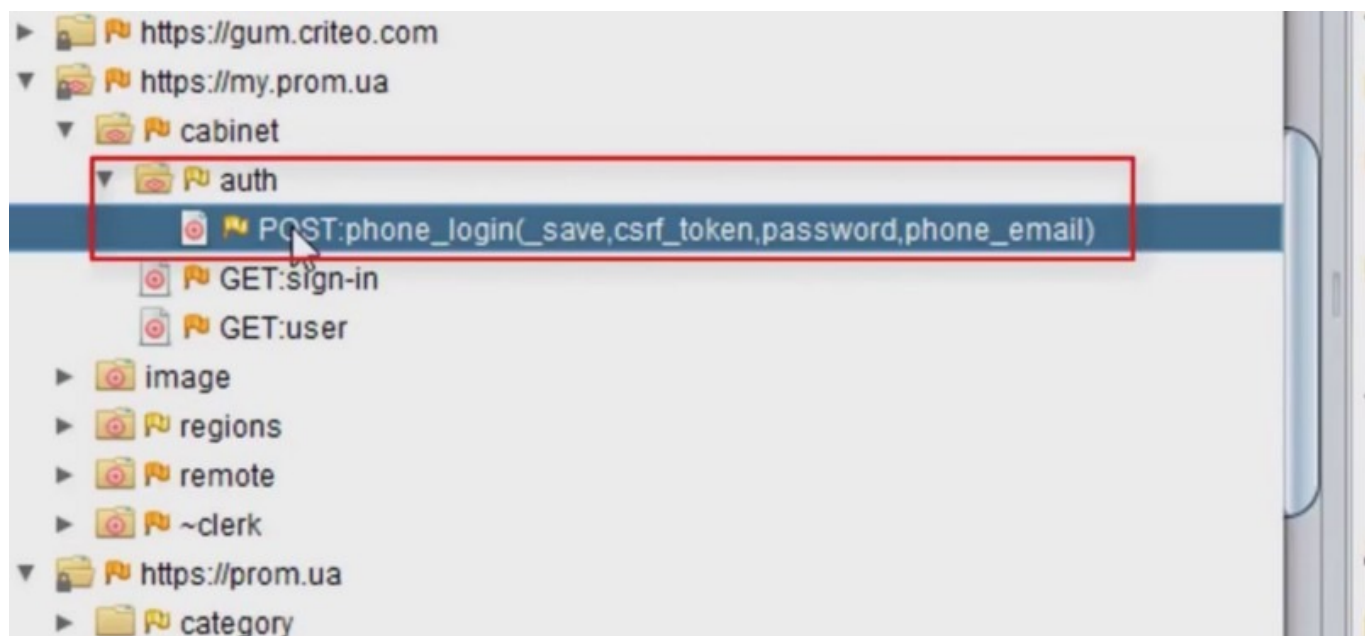 https://gum.criteo.com
https://my.prom.ua
cabinet
auth
POST:phone_login(_save,csrf_token,password,phone_email)
GET:sign-in
GET:user
image
regions
remote
~clerk
https://prom.ua
category